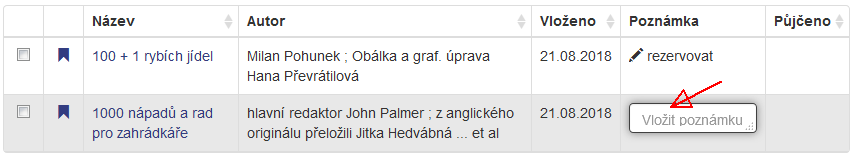 Název Autor Vloženo Poznámka Půjčeno
100 + 1 rybích jídel Milan Pohunek ; Obálka a graf. úprava 21.08.2018 rezervovat
Hana Převrátilová
1000 nápadů a rad hlavní redaktor John Palmer ; z anglického 21.08.2018 Vložit poznámku
pro zahrádkáře originálu přeložili Jitka Hedvábná ... et al